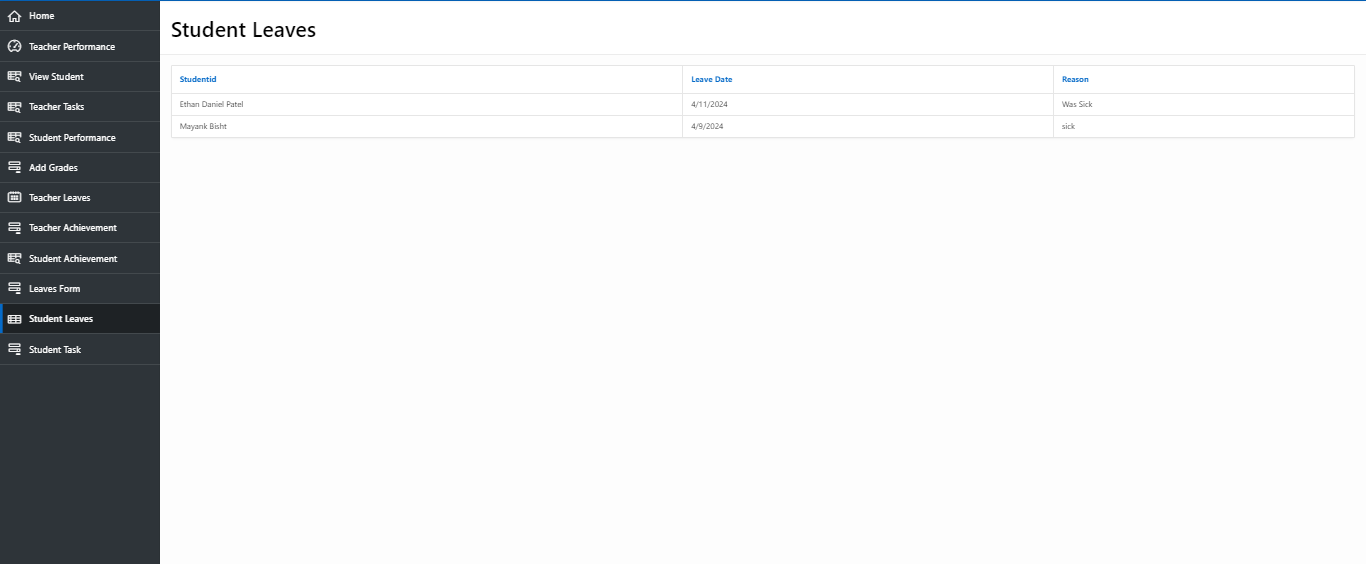 Home
Teacher Performance
View Student
Teacher Tasks
Student Performance
Add Grades
Teacher Leaves
Teacher Achievement
Student Achievement
Leaves Form
Student Leaves
Student Task
Student Leaves
Studentid Leave Date Reason
Ethan Daniel Patel 4/11/2024 Was Sick
Mayank Bisht 4/9/2024 sick